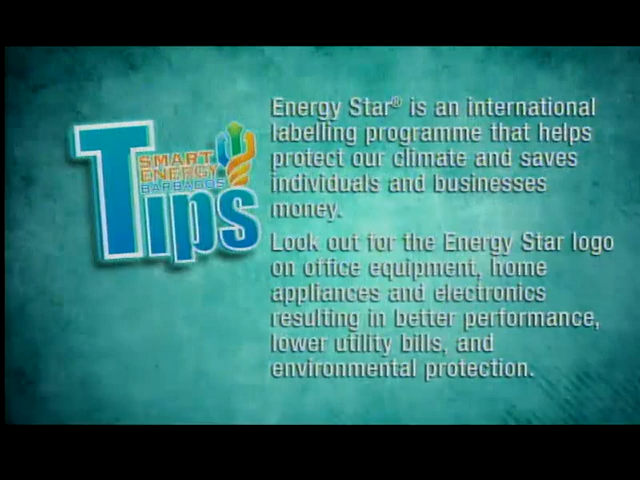 Tips
SMART
ENERGY
BARBADOS
Energy Star® is an international
labelling programme that helps
protect our climate and saves
individuals and businesses
money.
Look out for the Energy Star logo
on office equipment, home
appliances and electronics
resulting in better performance,
lower utility bills, and
environmental protection.